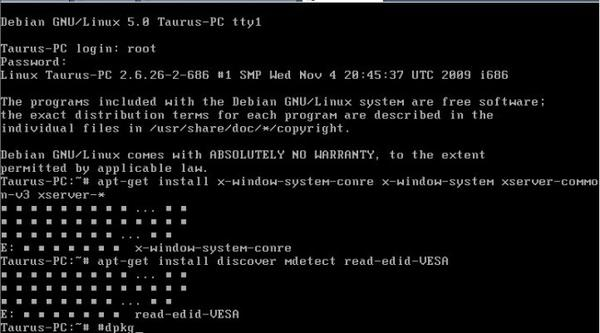 Debian GNU/Linux 5.0 Taurus-PC tty1
Taurus-PC login: root
Password:
Linux Taurus-PC 2.6.26-2-686 #1 SMP Wed Nov 4 20:45:37 UTC 2009 i686
The programs included with the Debian GNU/Linux system are free software;
the exact distribution terms for each program are described in the
individual files in /usr/share/doc/*/copyright.
Debian GNU/Linux comes with ABSOLUTELY NO WARRANTY, to the extent
permitted by applicable law.
Taurus-PC:~# apt-get install x-window-system-conre x-window-system xserver-commo
n-v3 xserver-*
■ ■ ■ ■ ■ ■ ■ ■ ■ ... ■ ■
■ ■ ■ ■ ■ ■ ■ ■ ■ ■ ■ ■ ■
■ ■ ■ ■ ■ ■ ■ ■ ... ■ ■
E: ■ ■ ■ ■ ■ ■ ■ x-window-system-conre
Taurus-PC:~# apt-get install discover mdetect read-edid-VESA
■ ■ ■ ■ ■ ■ ■ ■ ■ ... ■ ■
■ ■ ■ ■ ■ ■ ■ ■ ■ ■ ■ ■ ■
■ ■ ■ ■ ■ ■ ■ ■ ... ■ ■
E: ■ ■ ■ ■ ■ ■ ■ read-edid-VESA
Taurus-PC:~# #dpkg_